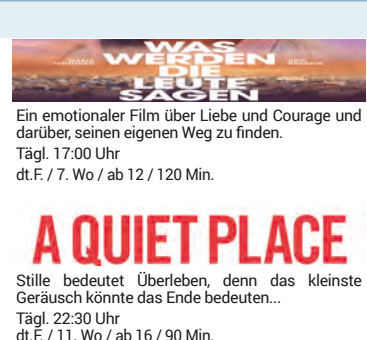 WAS
WERDEN
DIE
LEUTE
SAGEN
Ein emotionaler Film über Liebe und Courage und
darüber, seinen eigenen Weg zu finden.
Tägl. 17:00 Uhr
dt.F. / 7. Wo / ab 12 / 120 Min.
A QUIET PLACE
Stille bedeutet Überleben, denn das kleinste
Geräusch könnte das Ende bedeuten...
Tägl. 22:30 Uhr
dt.F. / 11. Wo / ab 16 / 90 Min.